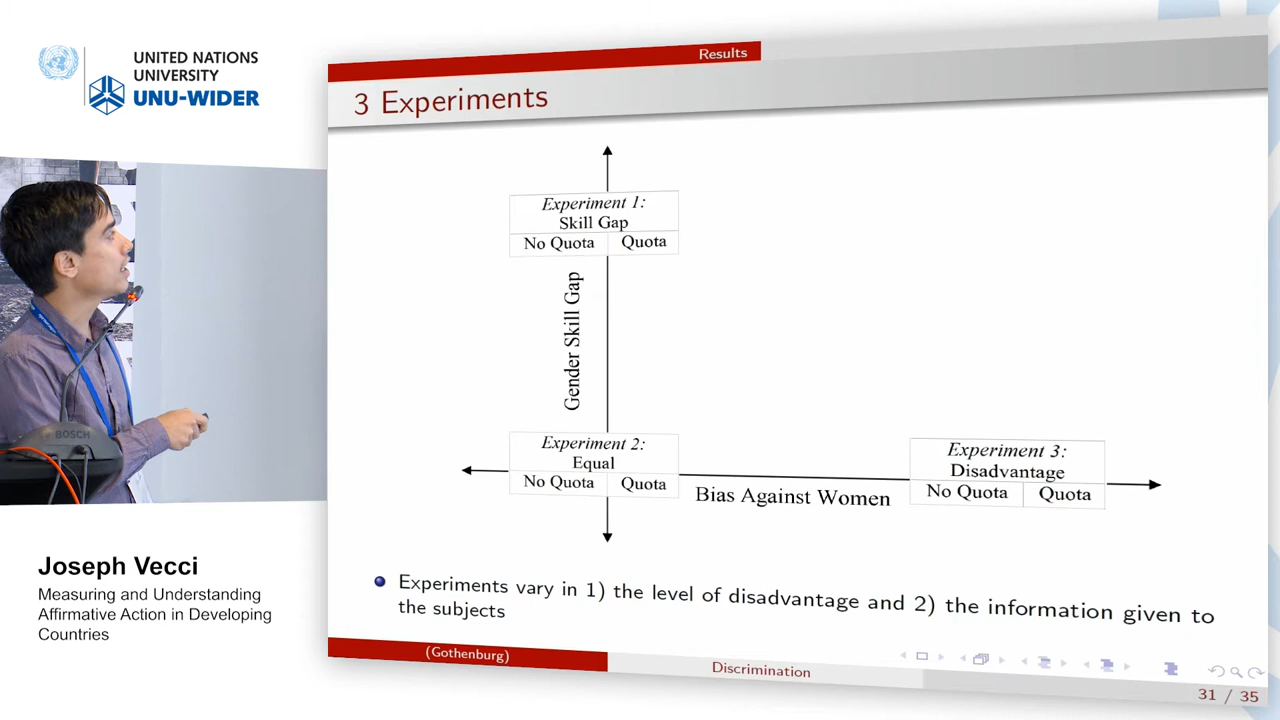 UNITED NATIONS
UNIVERSITY
UNU-WIDER
Results
3 Experiments
Experiment 1:
Skill Gap
No Quota Quota
Gender Skill Gap
Experiment 2:
Equal
No Quota Quota
Bias Against Women
Experiment 3:
Disadvantage
No Quota Quota
Experiments vary in 1) the level of disadvantage and 2) the information given to
the subjects
(Gothenburg)
Discrimination
31 / 35
BOSCH
Joseph Vecci
Measuring and Understanding
Affirmative Action in Developing
Countries